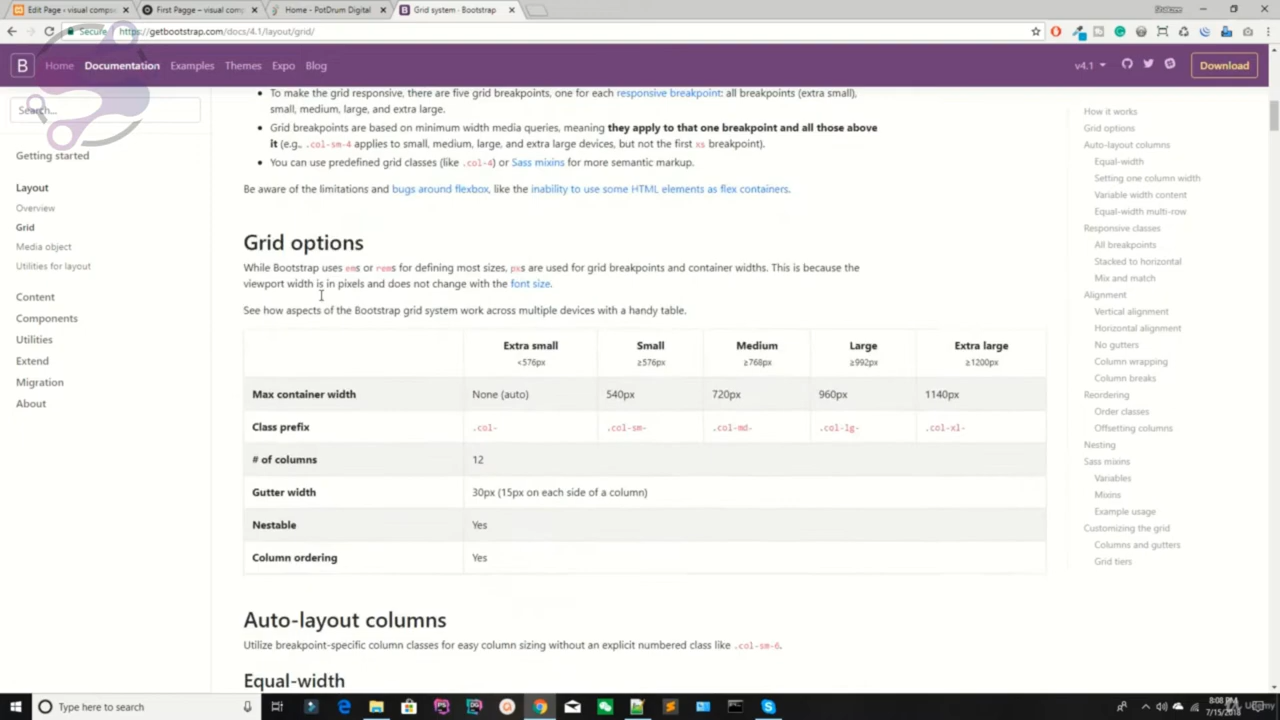 Edit Page ‹ visual compo
First Pagge – visual comp
Home - PotDrum Digital
Grid system · Bootstrap
Secure
https://getbootstrap.com/docs/4.1/layout/grid/
B
Home
Documentation
Examples
Themes
Expo
Blog
v4.1
Download
Search...
Getting started
Layout
Overview
Grid
Media object
Utilities for layout
Content
Components
Utilities
Extend
Migration
About
To make the grid responsive, there are five grid breakpoints, one for each responsive breakpoint: all breakpoints (extra small),
small, medium, large, and extra large.
Grid breakpoints are based on minimum width media queries, meaning they apply to that one breakpoint and all those above
it (e.g., .col-sm-4 applies to small, medium, large, and extra large devices, but not the first xs breakpoint).
You can use predefined grid classes (like .col-4) or Sass mixins for more semantic markup.
Be aware of the limitations and bugs around flexbox, like the inability to use some HTML elements as flex containers.
Grid options
While Bootstrap uses ems or rems for defining most sizes, pxs are used for grid breakpoints and container widths. This is because the
viewport width is in pixels and does not change with the font size.
See how aspects of the Bootstrap grid system work across multiple devices with a handy table.
Extra small Small Medium Large Extra large
<576px ≥576px ≥768px ≥992px ≥1200px
Max container width None (auto) 540px 720px 960px 1140px
Class prefix .col- .col-sm- .col-md- .col-lg- .col-xl-
# of columns 12
Gutter width 30px (15px on each side of a column)
Nestable Yes
Column ordering Yes
Auto-layout columns
Utilize breakpoint-specific column classes for easy column sizing without an explicit numbered class like .col-sm-6.
Equal-width
How it works
Grid options
Auto-layout columns
Equal-width
Setting one column width
Variable width content
Equal-width multi-row
Responsive classes
All breakpoints
Stacked to horizontal
Mix and match
Alignment
Vertical alignment
Horizontal alignment
No gutters
Column wrapping
Column breaks
Reordering
Order classes
Offsetting columns
Nesting
Sass mixins
Variables
Mixins
Example usage
Customizing the grid
Columns and gutters
Grid tiers
Type here to search
8:08 PM
Udemy